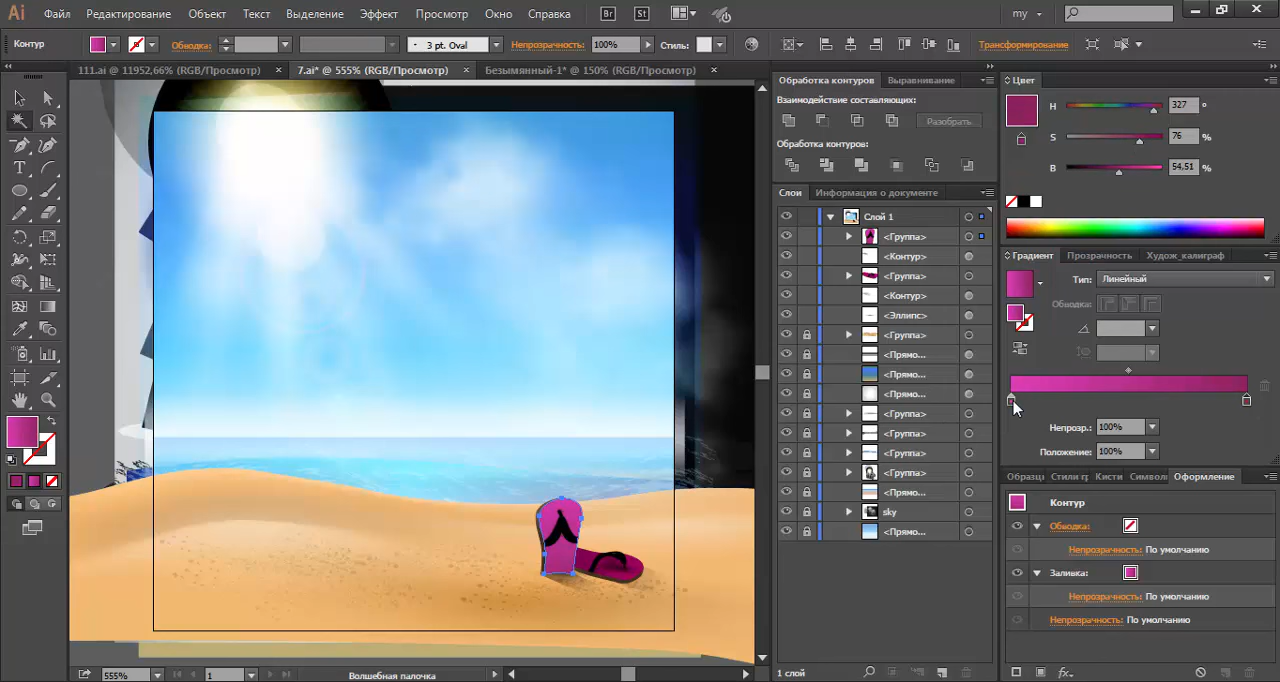 Ai Файл Редактирование Объект Текст Выделение Эффект Просмотр Окно Справка Br St my
Контур Обводка: 3 pt. Oval Непрозрачность: 100% Стиль: Трансформирование
111.ai @ 11952,66% (RGB/Просмотр) × 7.ai* @ 555% (RGB/Просмотр) × Безымянный-1* @ 150% (RGB/Просмотр) ×
Обработка контуров Выравнивание
Взаимодействие составляющих:
Разобрать
Обработка контуров:
Слои Информация о документе
Слой 1
<Группа>
<Контур>
<Группа>
<Контур>
<Эллипс>
<Группа>
<Прямо...
<Прямо...
<Прямо...
<Группа>
<Группа>
<Группа>
<Группа>
<Прямо...
sky
<Прямо...
1 слой
Цвет
H 327 °
S 76 %
B 54,51 %
Градиент Прозрачность Худож_калиграф
Тип: Линейный
Обводка:
Непрозр.: 100%
Положение: 100%
Образц Стили гр Кисти Символ Оформление
Контур
Обводка:
Непрозрачность: По умолчанию
Заливка:
Непрозрачность: По умолчанию
Непрозрачность: По умолчанию
fx
555% 1 Волшебная палочка